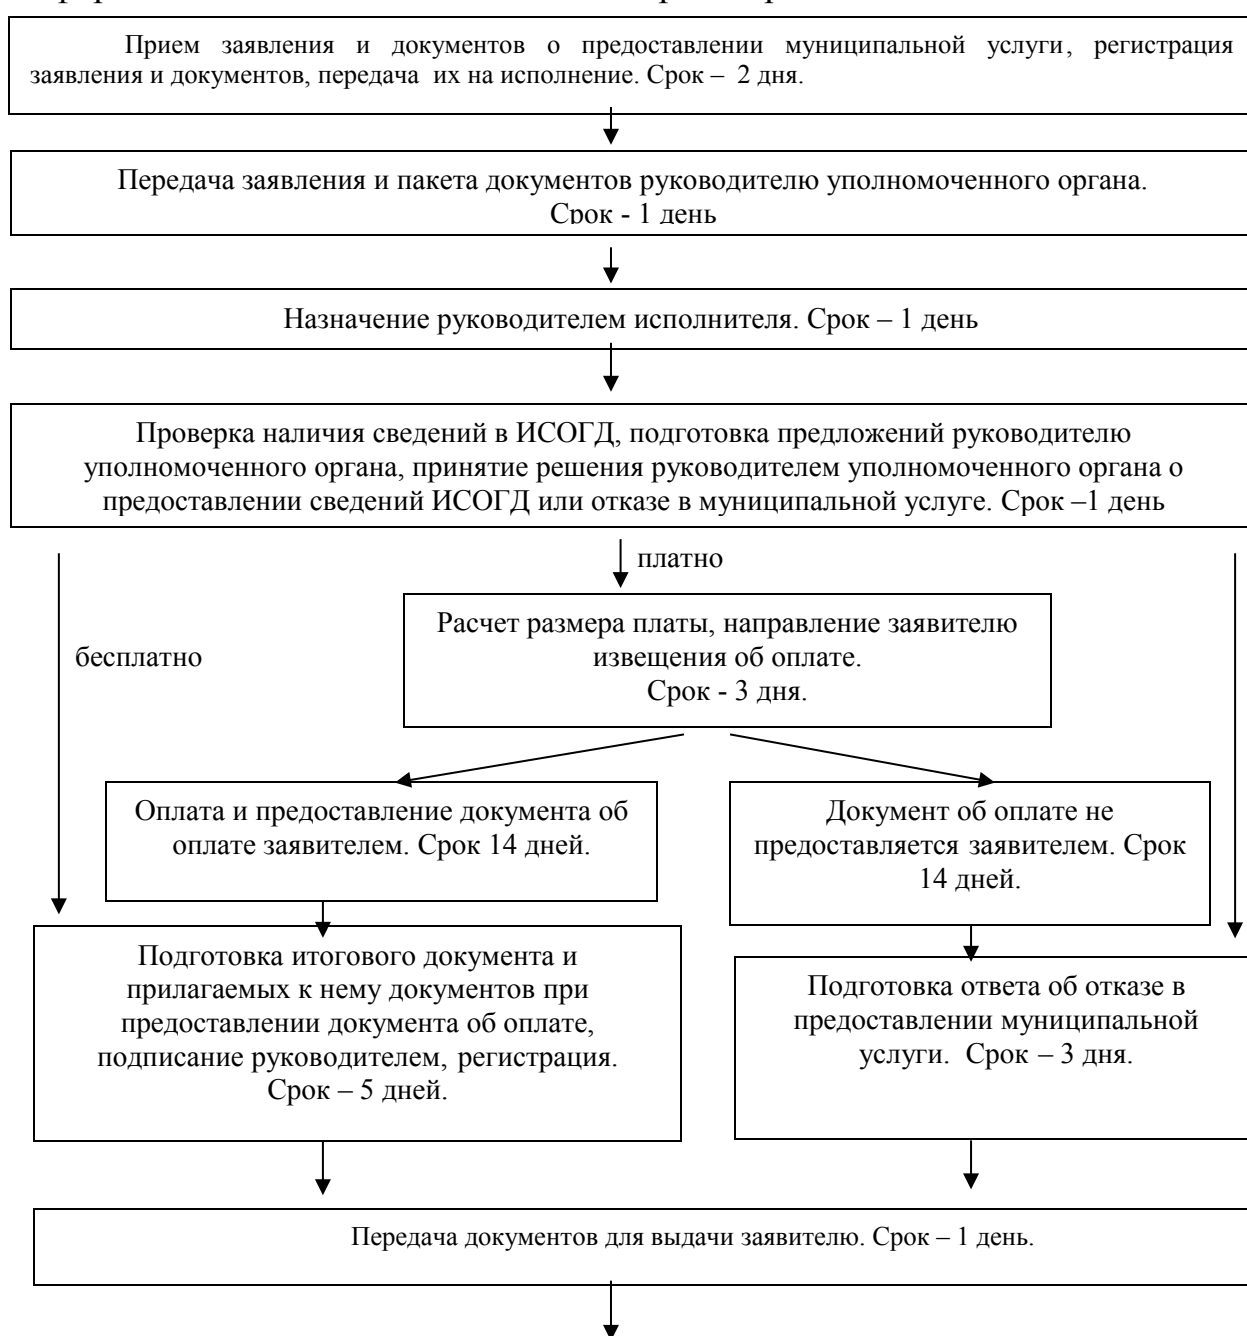 Прием заявления и документов о предоставлении муниципальной услуги, регистрация
заявления и документов, передача их на исполнение. Срок – 2 дня.
Передача заявления и пакета документов руководителю уполномоченного органа.
Срок - 1 день
Назначение руководителем исполнителя. Срок – 1 день
Проверка наличия сведений в ИСОГД, подготовка предложений руководителю
уполномоченного органа, принятие решения руководителем уполномоченного органа о
предоставлении сведений ИСОГД или отказе в муниципальной услуге. Срок –1 день
платно
бесплатно
Расчет размера платы, направление заявителю
извещения об оплате.
Срок - 3 дня.
Оплата и предоставление документа об
оплате заявителем. Срок 14 дней.
Документ об оплате не
предоставляется заявителем. Срок
14 дней.
Подготовка итогового документа и
прилагаемых к нему документов при
предоставлении документа об оплате,
подписание руководителем, регистрация.
Срок – 5 дней.
Подготовка ответа об отказе в
предоставлении муниципальной
услуги. Срок – 3 дня.
Передача документов для выдачи заявителю. Срок – 1 день.